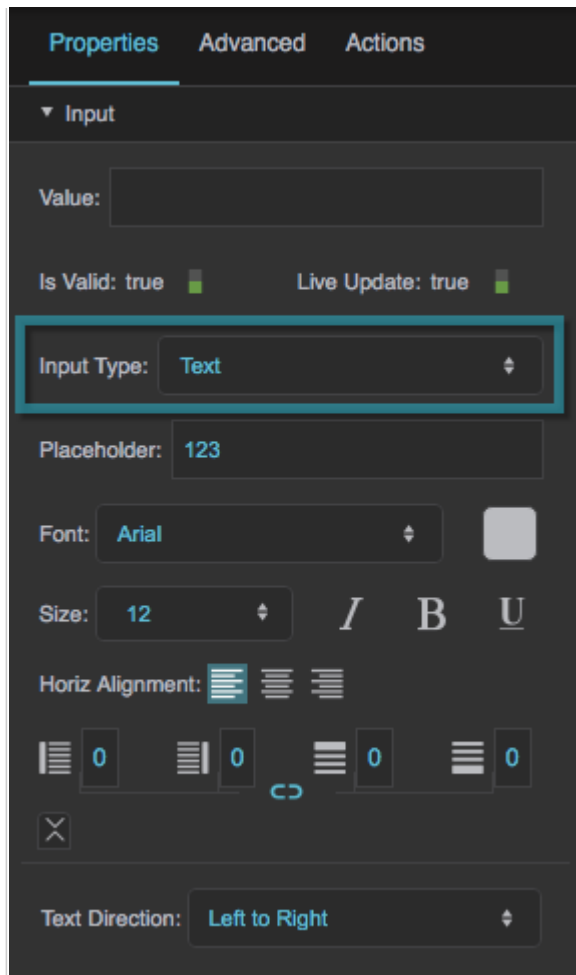 Properties Advanced Actions
Input
Value:
Is Valid: true Live Update: true
Input Type: Text
Placeholder: 123
Font: Arial
Size: 12 I B U
Horiz Alignment:
0 0 0 0
Text Direction: Left to Right